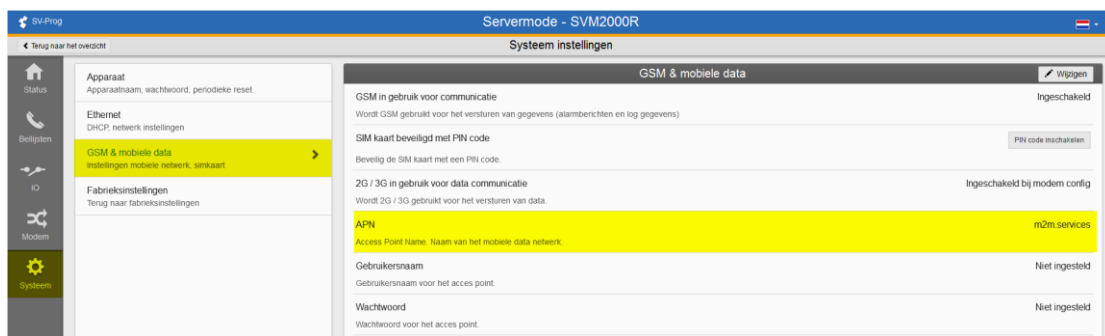 SV-Prog
Servermode - SVM2000R
Terug naar het overzicht
Systeem instellingen
Status
Bellijsten
IO
Modem
Systeem
Apparaat
Apparaatnaam, wachtwoord, periodieke reset.
Ethernet
DHCP, netwerk instellingen
GSM & mobiele data
Instellingen mobiele netwerk, simkaart
Fabrieksinstellingen
Terug naar fabrieksinstellingen
GSM & mobiele data
Wijzigen
GSM in gebruik voor communicatie
Ingeschakeld
Wordt GSM gebruikt voor het versturen van gegevens (alarmberichten en log gegevens)
SIM kaart beveiligd met PIN code
PIN code inschakelen
Beveilig de SIM kaart met een PIN code.
2G / 3G in gebruik voor data communicatie
Ingeschakeld bij modem config
Wordt 2G / 3G gebruikt voor het versturen van data.
APN
m2m.services
Access Point Name. Naam van het mobiele data netwerk.
Gebruikersnaam
Niet ingesteld
Gebruikersnaam voor het acces point.
Wachtwoord
Niet ingesteld
Wachtwoord voor het acces point.